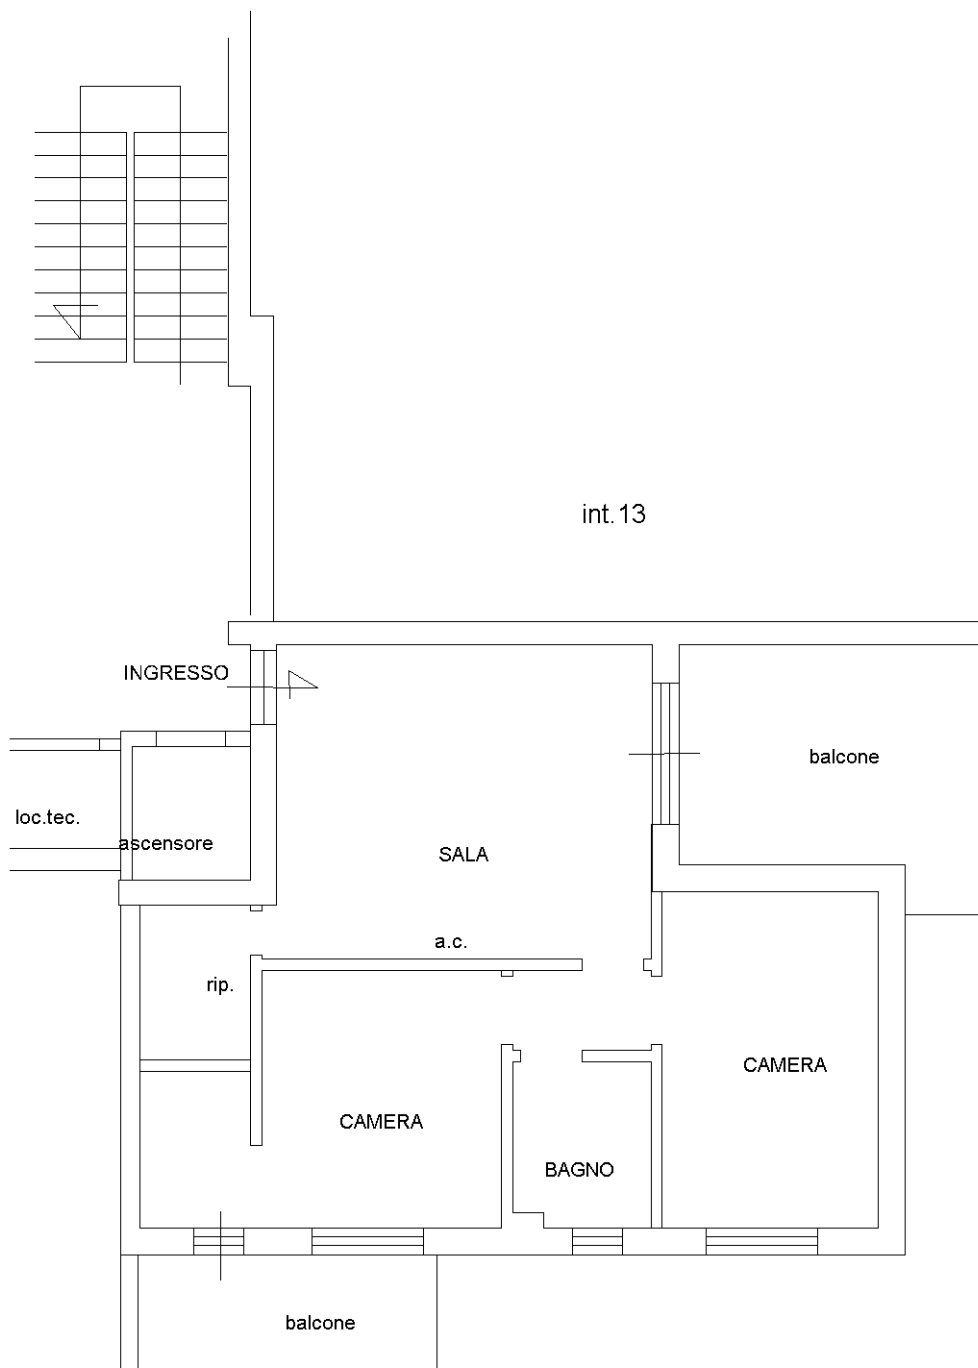 int.13
INGRESSO
balcone
loc.tec.
ascensore
SALA
a.c.
rip.
CAMERA
CAMERA
BAGNO
balcone